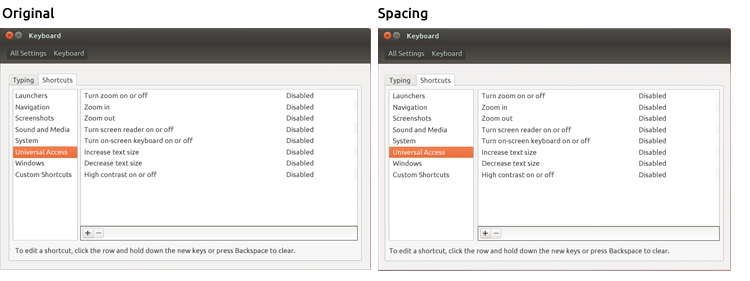 Original
Keyboard
All Settings Keyboard
Typing Shortcuts
Launchers
Navigation
Screenshots
Sound and Media
System
Universal Access
Windows
Custom Shortcuts
Turn zoom on or off Disabled
Zoom in Disabled
Zoom out Disabled
Turn screen reader on or off Disabled
Turn on-screen keyboard on or off Disabled
Increase text size Disabled
Decrease text size Disabled
High contrast on or off Disabled
+ −
To edit a shortcut, click the row and hold down the new keys or press Backspace to clear.
Spacing
Keyboard
All Settings Keyboard
Typing Shortcuts
Launchers
Navigation
Screenshots
Sound and Media
System
Universal Access
Windows
Custom Shortcuts
Turn zoom on or off Disabled
Zoom in Disabled
Zoom out Disabled
Turn screen reader on or off Disabled
Turn on-screen keyboard on or off Disabled
Increase text size Disabled
Decrease text size Disabled
High contrast on or off Disabled
+ −
To edit a shortcut, click the row and hold down the new keys or press Backspace to clear.